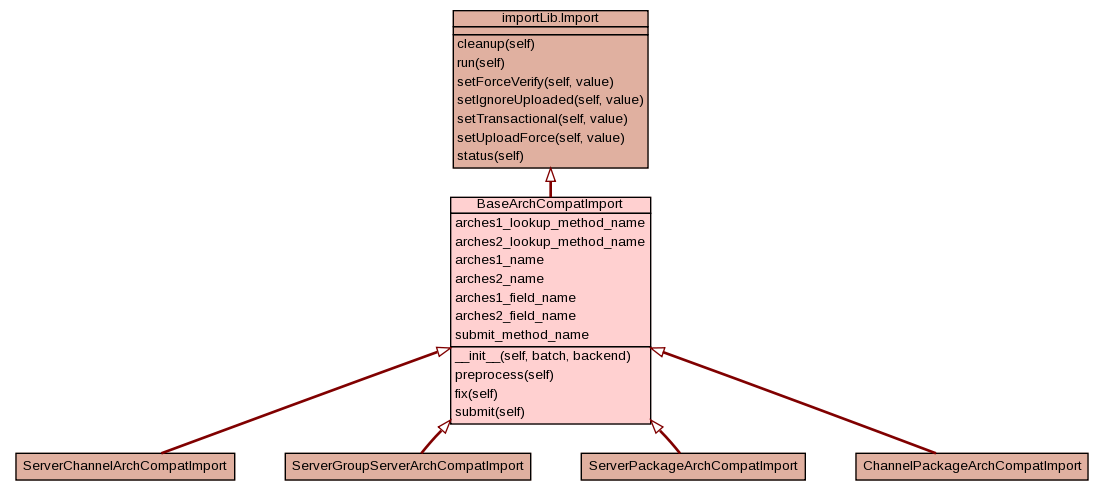 importLib.Import
cleanup(self)
run(self)
setForceVerify(self, value)
setIgnoreUploaded(self, value)
setTransactional(self, value)
setUploadForce(self, value)
status(self)
BaseArchCompatImport
arches1_lookup_method_name
arches2_lookup_method_name
arches1_name
arches2_name
arches1_field_name
arches2_field_name
submit_method_name
__init__(self, batch, backend)
preprocess(self)
fix(self)
submit(self)
ServerChannelArchCompatImport
ServerGroupServerArchCompatImport
ServerPackageArchCompatImport
ChannelPackageArchCompatImport